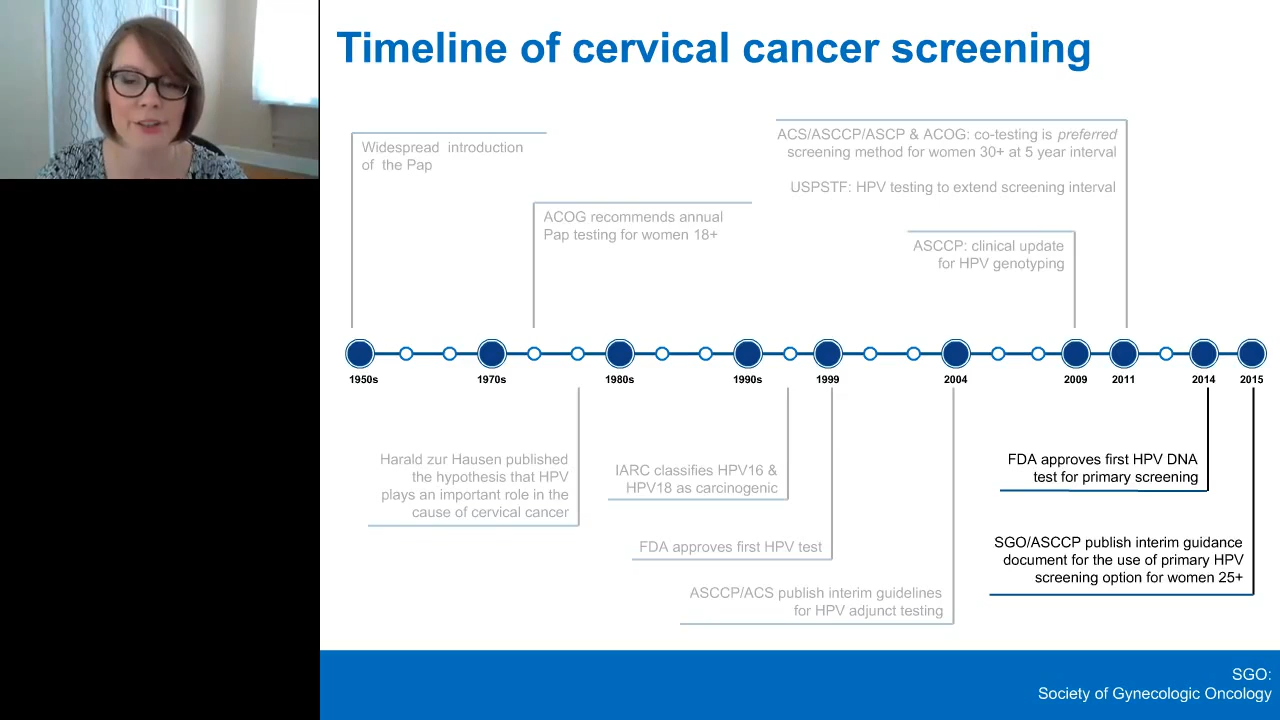 Timeline of cervical cancer screening
Widespread introduction
of the Pap
ACOG recommends annual
Pap testing for women 18+
ACS/ASCCP/ASCP & ACOG: co-testing is preferred
screening method for women 30+ at 5 year interval
USPSTF: HPV testing to extend screening interval
ASCCP: clinical update
for HPV genotyping
1950s 1970s 1980s 1990s 1999 2004 2009 2011 2014 2015
Harald zur Hausen published
the hypothesis that HPV
plays an important role in the
cause of cervical cancer
IARC classifies HPV16 &
HPV18 as carcinogenic
FDA approves first HPV test
ASCCP/ACS publish interim guidelines
for HPV adjunct testing
FDA approves first HPV DNA
test for primary screening
SGO/ASCCP publish interim guidance
document for the use of primary HPV
screening option for women 25+
SGO:
Society of Gynecologic Oncology